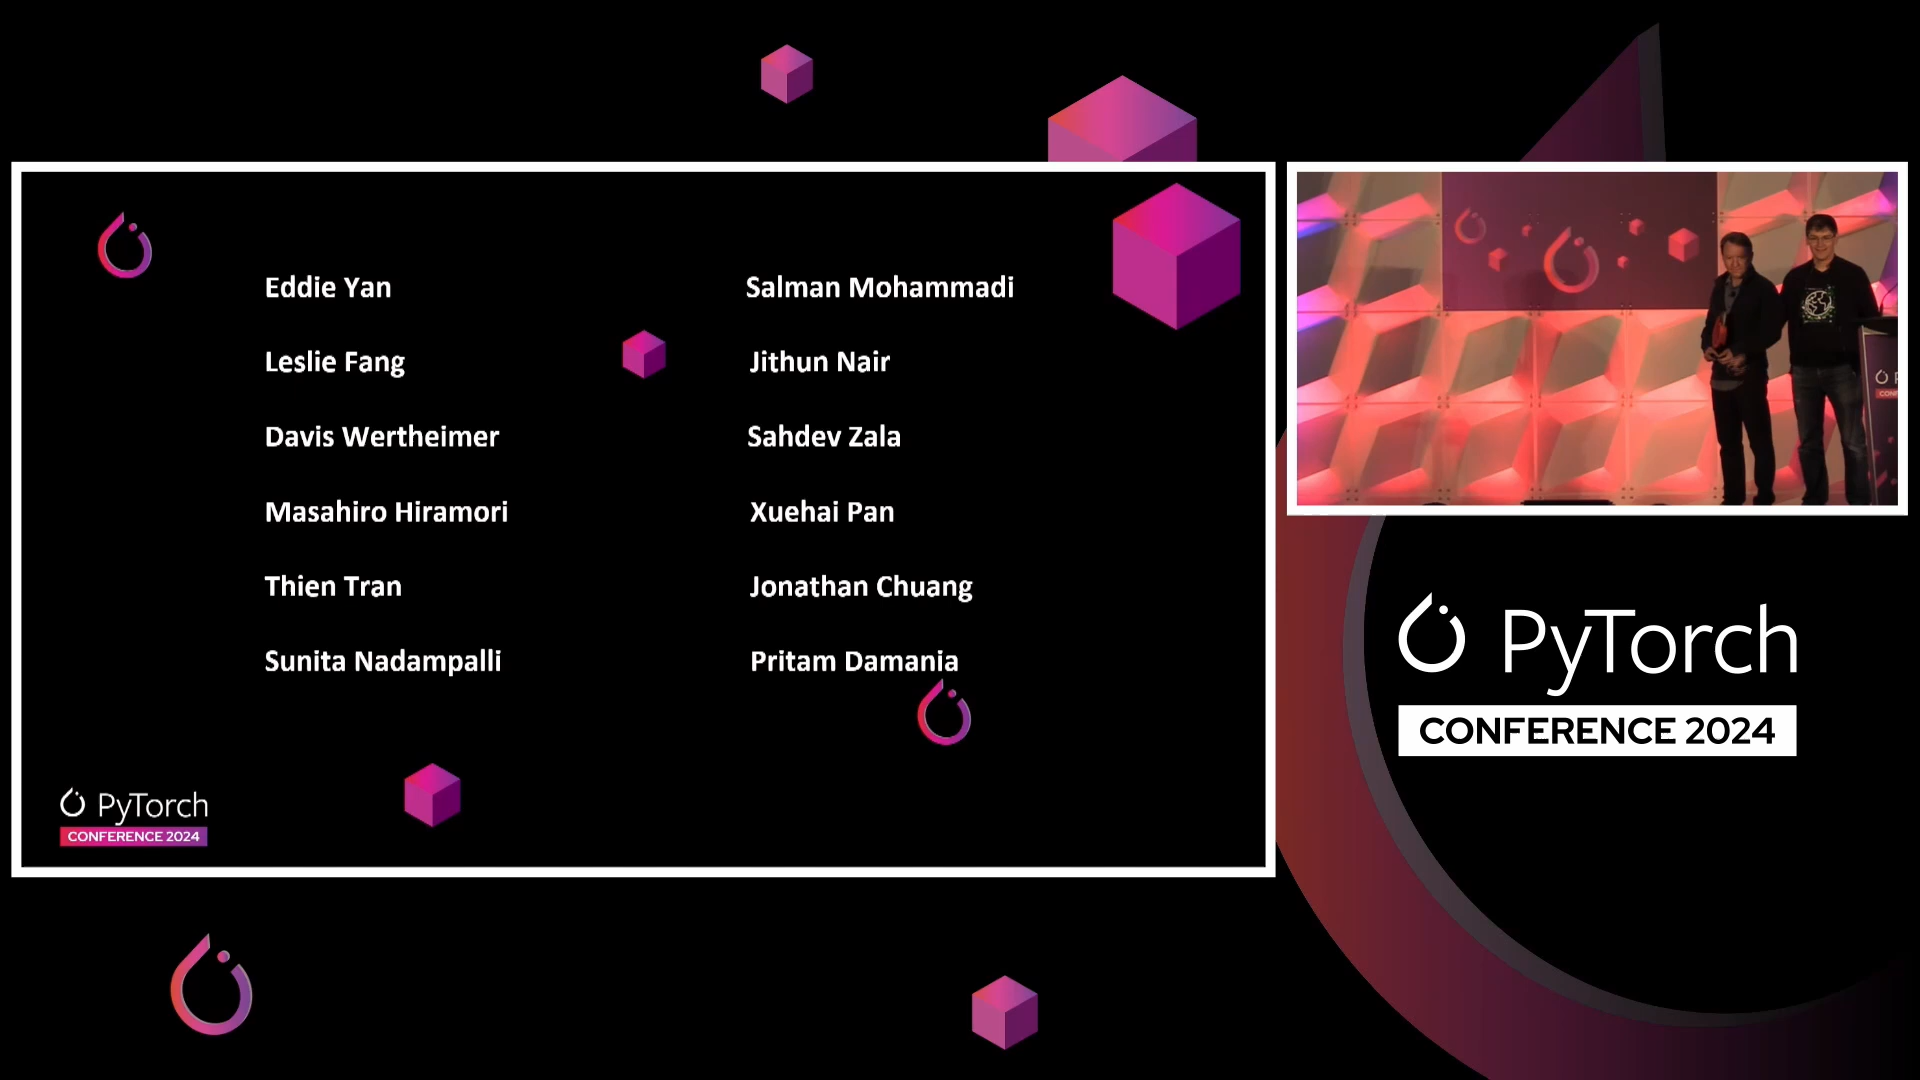 Eddie Yan
Salman Mohammadi
Leslie Fang
Jithun Nair
Davis Wertheimer
Sahdev Zala
Masahiro Hiramori
Xuehai Pan
Thien Tran
Jonathan Chuang
Sunita Nadampalli
Pritam Damania
PyTorch
CONFERENCE 2024
PyTorch
CONFERENCE 2024